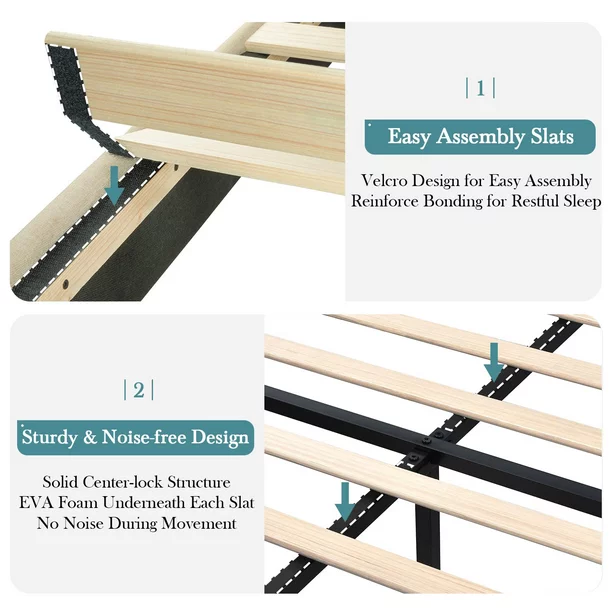 | 1 |
Easy Assembly Slats
Velcro Design for Easy Assembly
Reinforce Bonding for Restful Sleep
| 2 |
Sturdy & Noise-free Design
Solid Center-lock Structure
EVA Foam Underneath Each Slat
No Noise During Movement